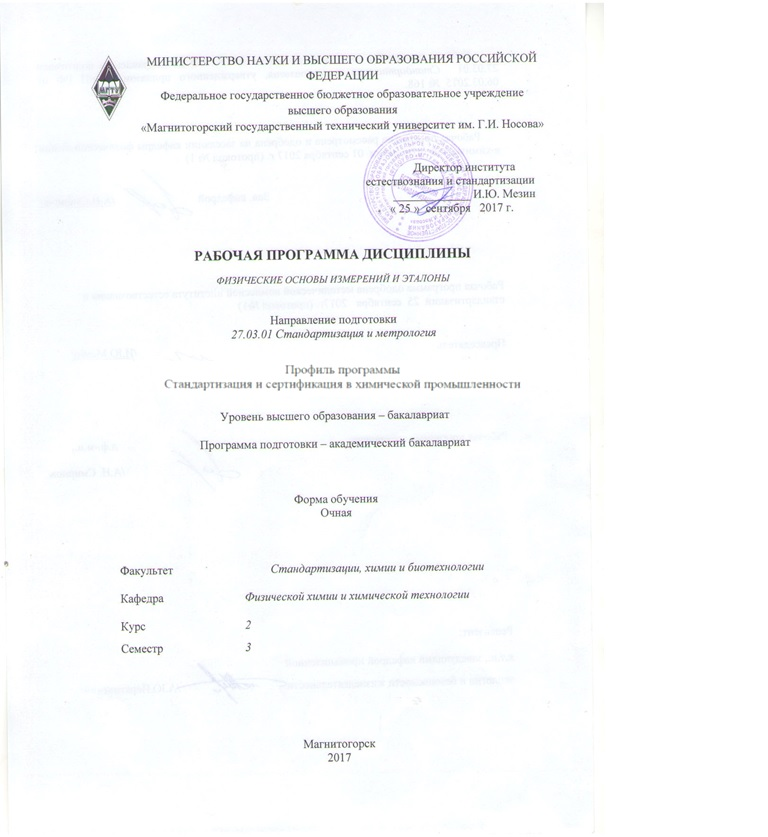 МГТУ
МИНИСТЕРСТВО НАУКИ И ВЫСШЕГО ОБРАЗОВАНИЯ РОССИЙСКОЙ
ФЕДЕРАЦИИ
Федеральное государственное бюджетное образовательное учреждение
высшего образования
«Магнитогорский государственный технический университет им. Г.И. Носова»
Директор института
естествознания и стандартизации
И.Ю. Мезин
« 25 » сентября 2017 г.
РАБОЧАЯ ПРОГРАММА ДИСЦИПЛИНЫ
ФИЗИЧЕСКИЕ ОСНОВЫ ИЗМЕРЕНИЙ И ЭТАЛОНЫ
Направление подготовки
27.03.01 Стандартизация и метрология
Профиль программы
Стандартизация и сертификация в химической промышленности
Уровень высшего образования – бакалавриат
Программа подготовки – академический бакалавриат
Форма обучения
Очная
Факультет Стандартизации, химии и биотехнологии
Кафедра Физической химии и химической технологии
Курс 2
Семестр 3
Магнитогорск
2017